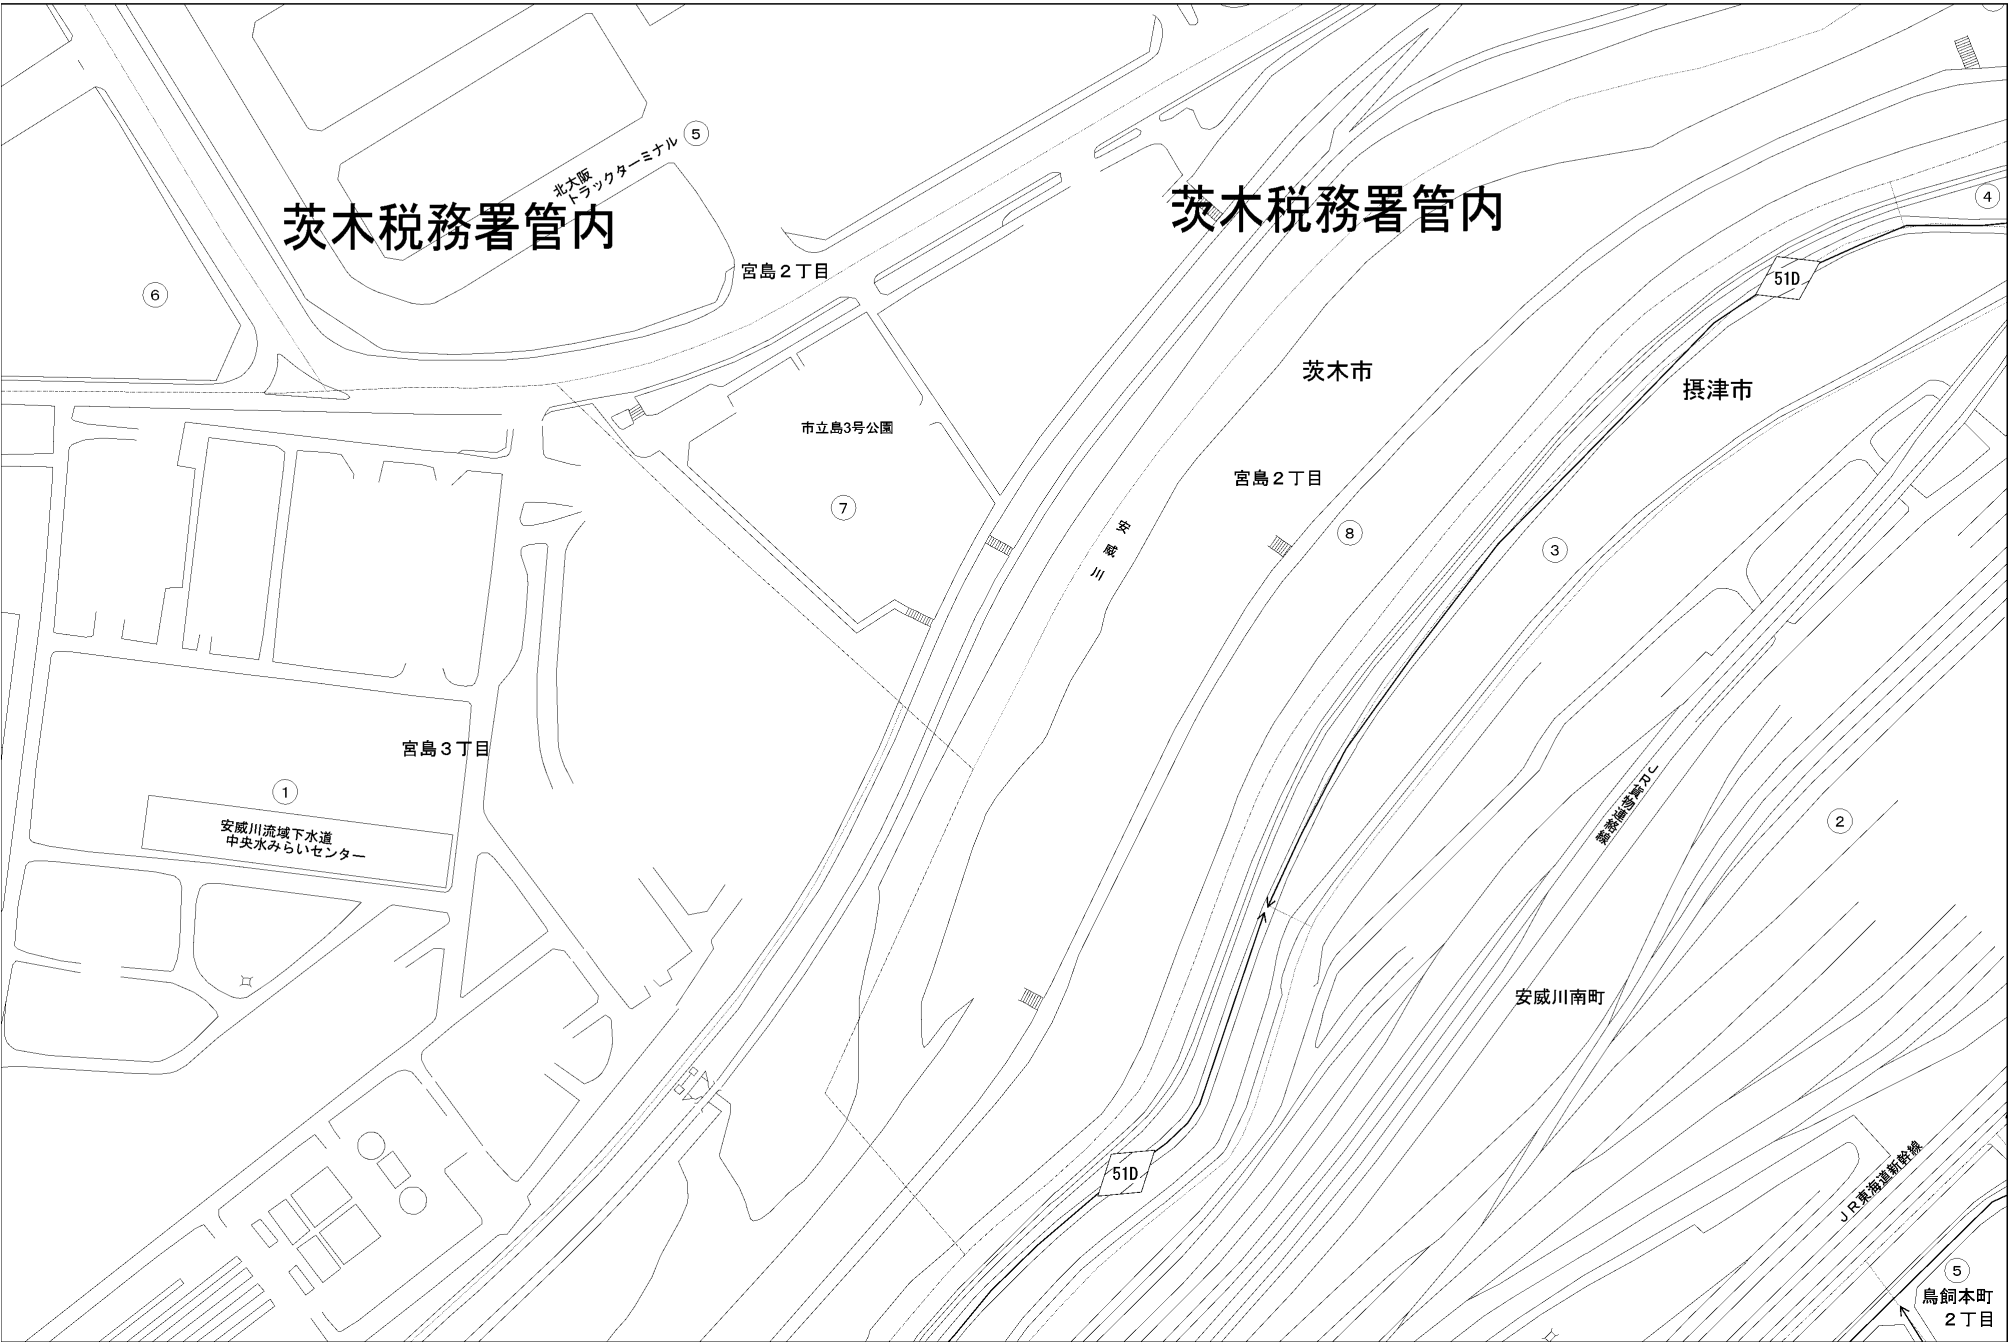 ⑤
北大阪
トラックターミナル
茨木税務署管内
茨木税務署管内
④
宮島２丁目
51D
⑥
茨木市
摂津市
市立島3号公園
宮島２丁目
⑦
安威川
⑧
③
宮島３丁目
①
安威川流域下水道
中央水みらいセンター
ＪＲ貨物連絡線
②
安威川南町
51D
ＪＲ東海道新幹線
⑤
鳥飼本町
２丁目